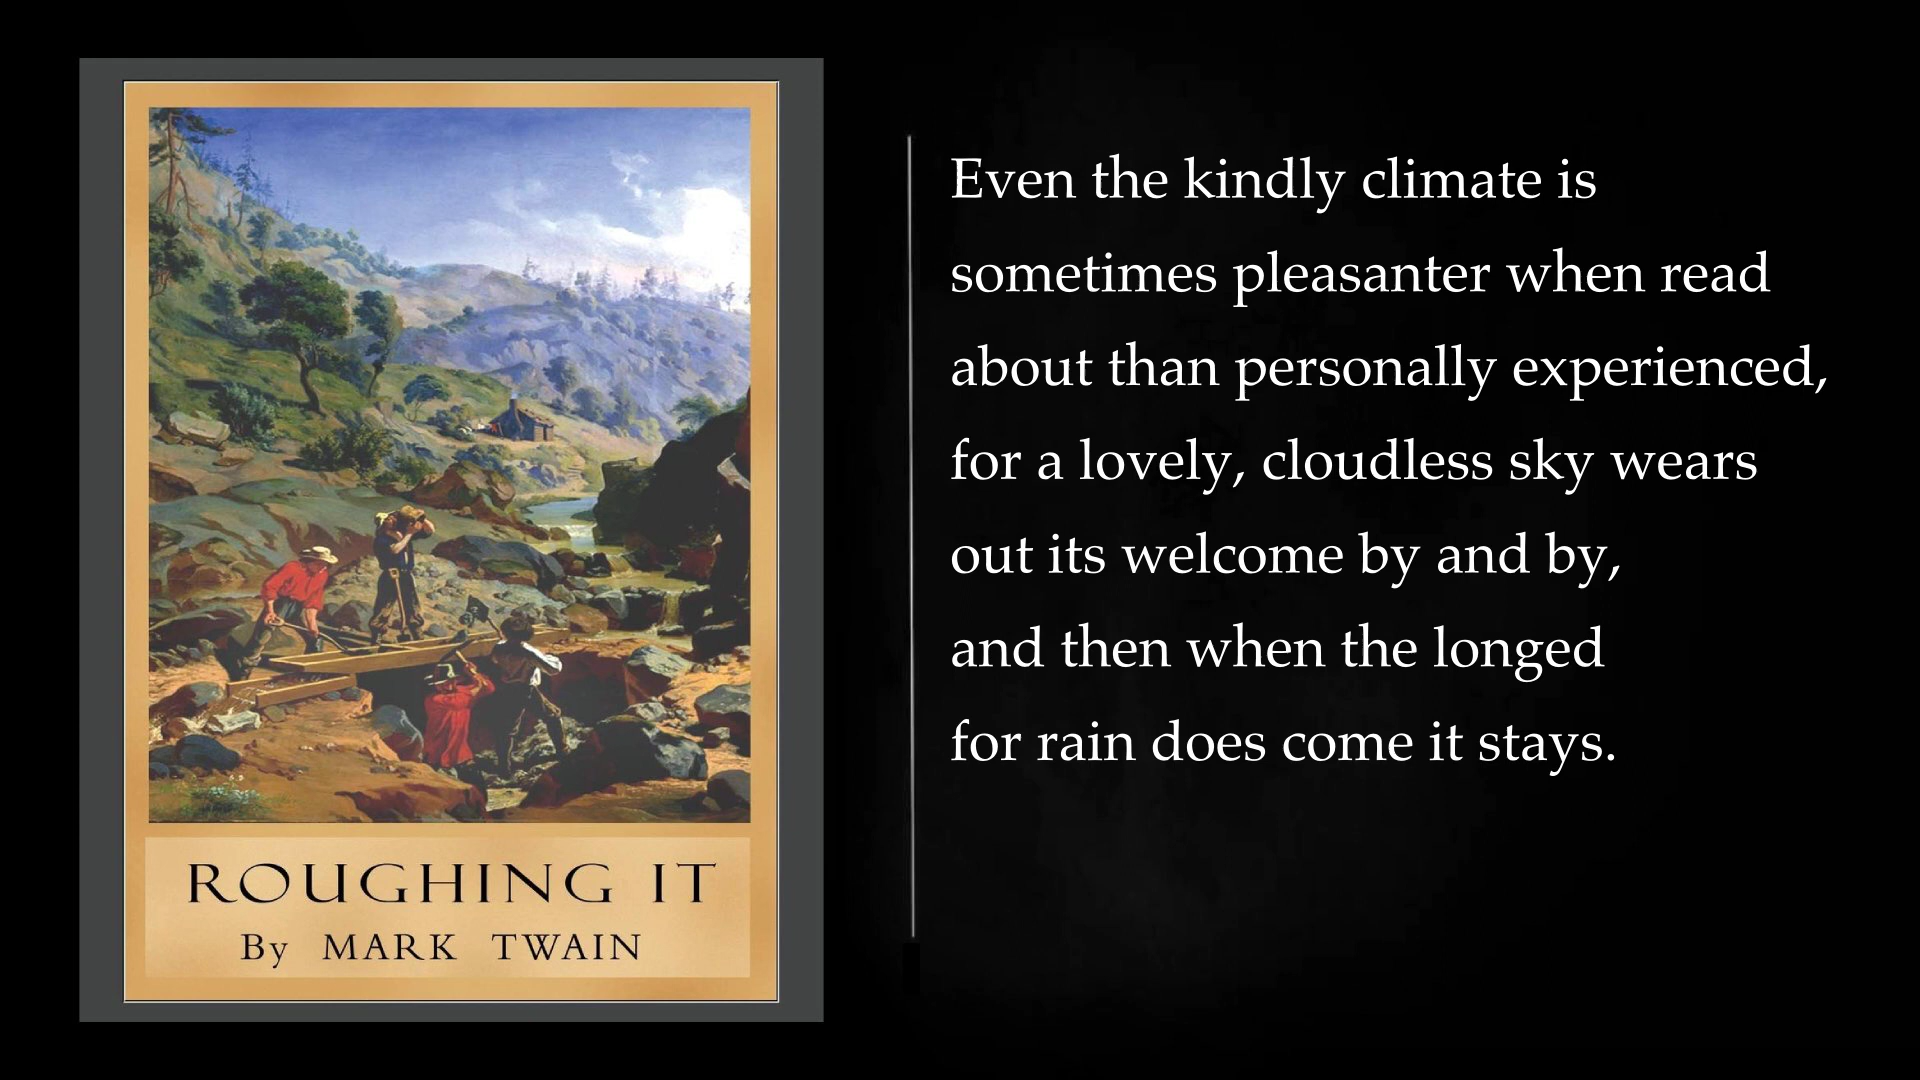 ROUGHING IT
By MARK TWAIN
Even the kindly climate is
sometimes pleasanter when read
about than personally experienced,
for a lovely, cloudless sky wears
out its welcome by and by,
and then when the longed
for rain does come it stays.